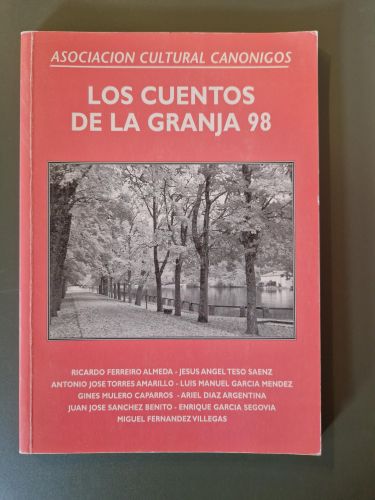 ASOCIACION CULTURAL CANONIGOS
LOS CUENTOS
DE LA GRANJA 98
RICARDO FERREIRO ALMEDA - JESUS ANGEL TESO SAENZ
ANTONIO JOSE TORRES AMARILLO - LUIS MANUEL GARCIA MENDEZ
GINES MULERO CAPARROS - ARIEL DIAZ ARGENTINA
JUAN JOSE SANCHEZ BENITO - ENRIQUE GARCIA SEGOVIA
MIGUEL FERNANDEZ VILLEGAS